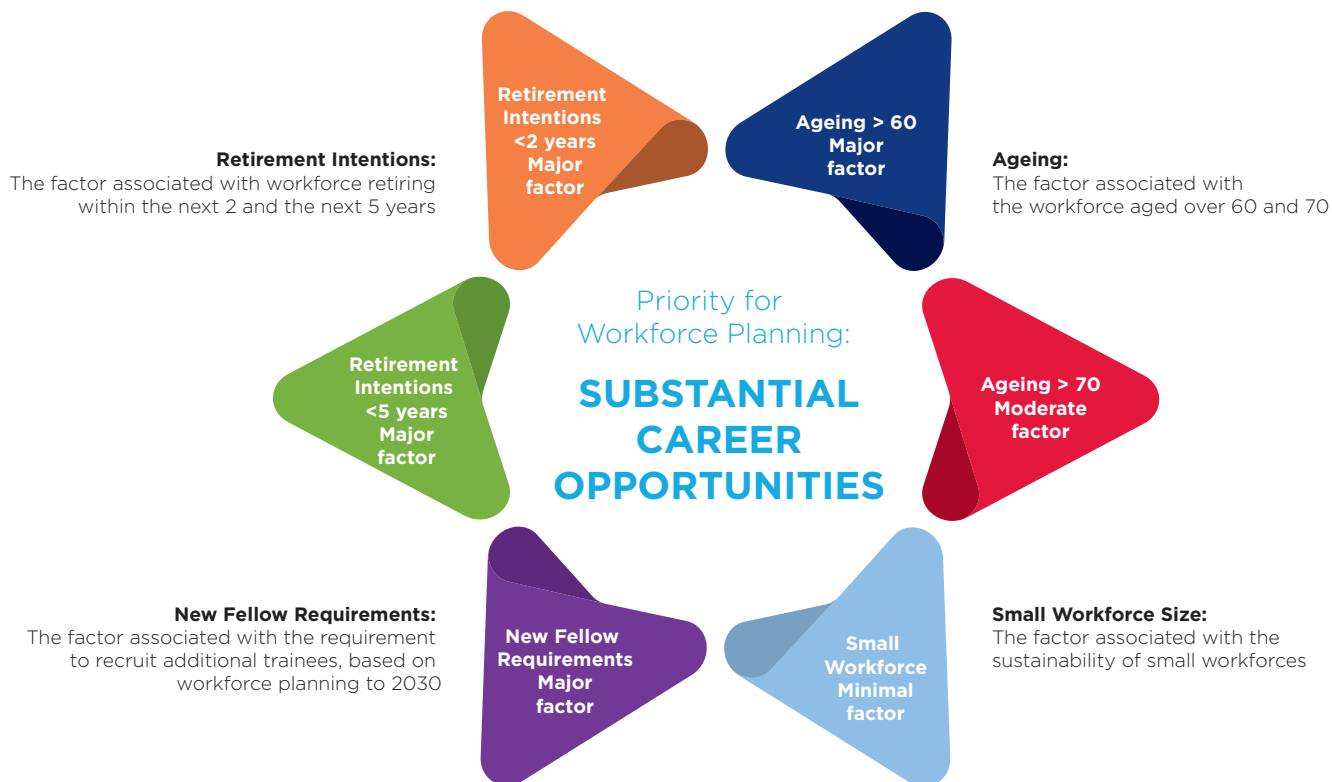 Retirement
Intentions
<2 years
Major
factor
Ageing > 60
Major
factor
Retirement Intentions:
The factor associated with workforce retiring
within the next 2 and the next 5 years
Ageing:
The factor associated with
the workforce aged over 60 and 70
Priority for
Workforce Planning:
SUBSTANTIAL
CAREER
OPPORTUNITIES
Retirement
Intentions
<5 years
Major
factor
Ageing > 70
Moderate
factor
New Fellow Requirements:
The factor associated with the requirement
to recruit additional trainees, based on
workforce planning to 2030
New Fellow
Requirements
Major
factor
Small
Workforce
Minimal
factor
Small Workforce Size:
The factor associated with the
sustainability of small workforces